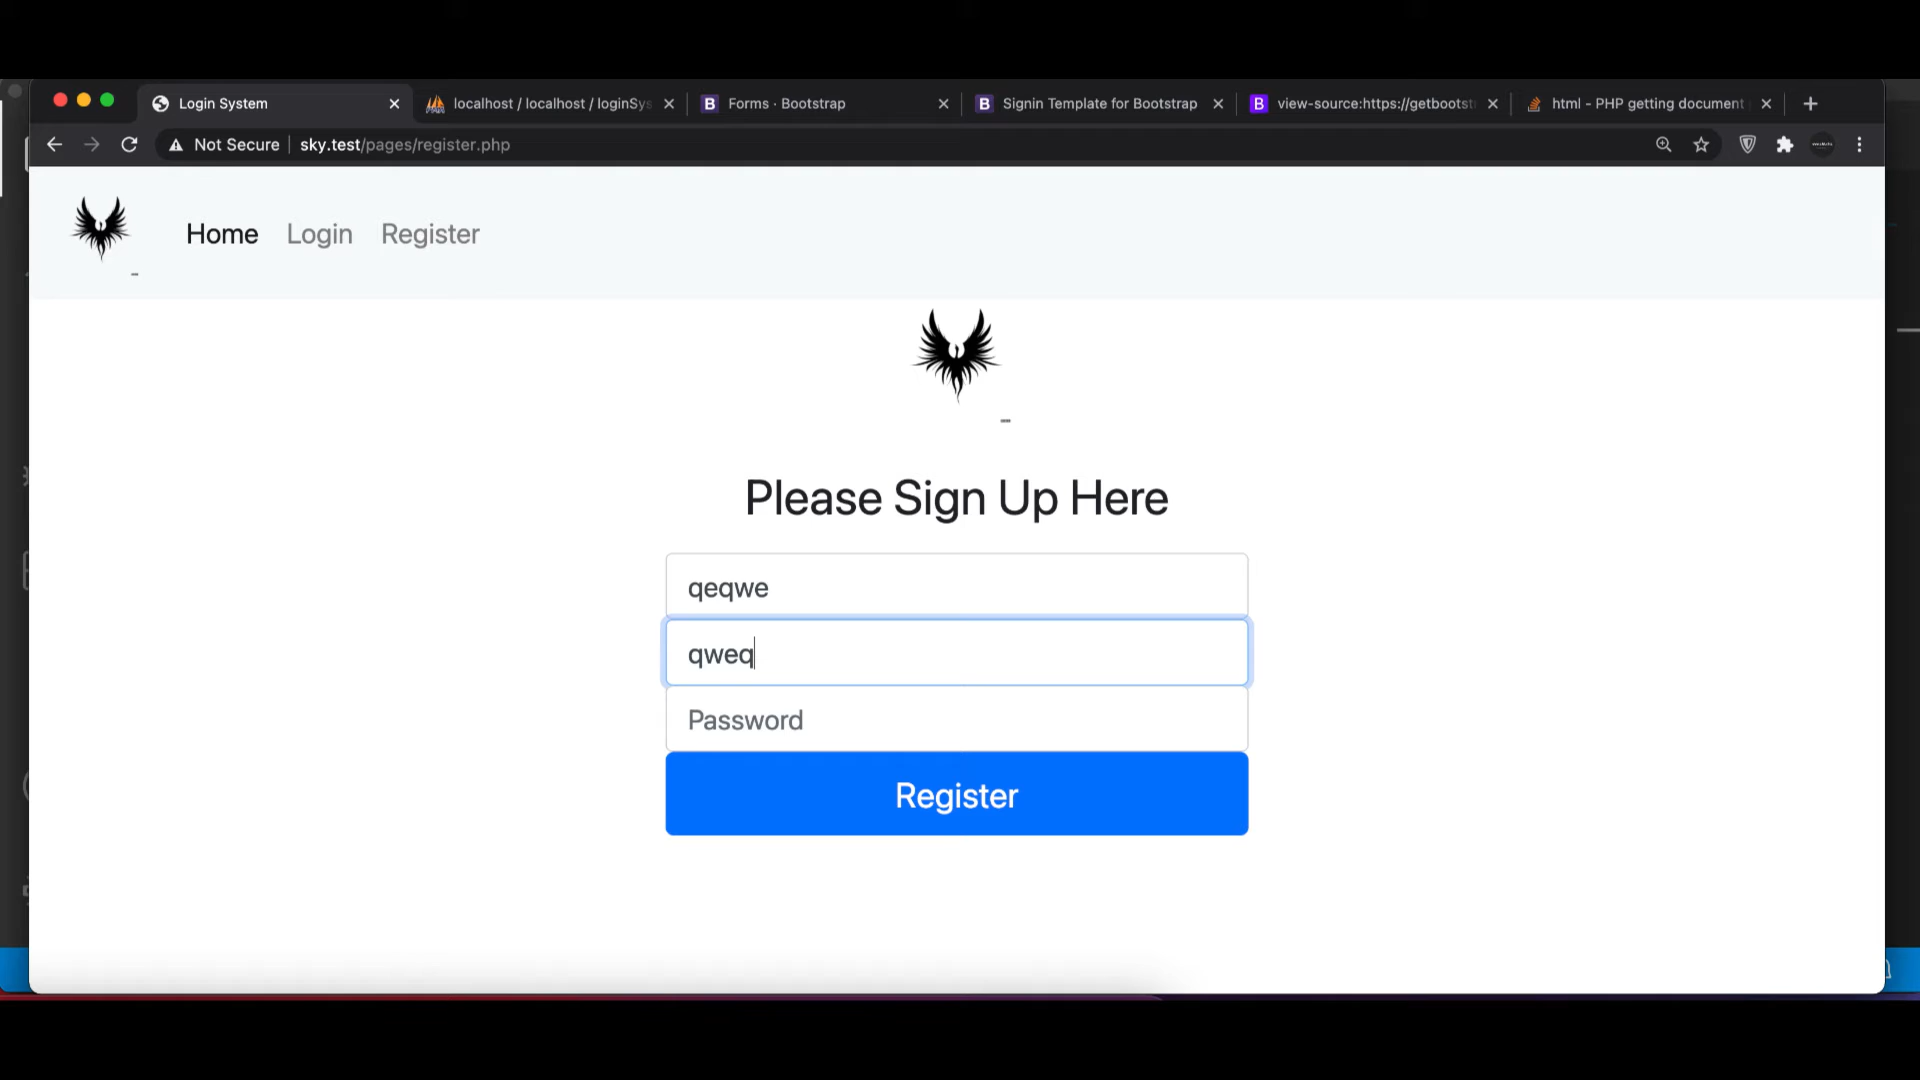 Login System
localhost / localhost / loginSys
Forms · Bootstrap
Signin Template for Bootstrap
view-source:https://getbootst
html - PHP getting document
Not Secure
sky.test/pages/register.php
Home
Login
Register
Please Sign Up Here
qeqwe
qweq
Password
Register